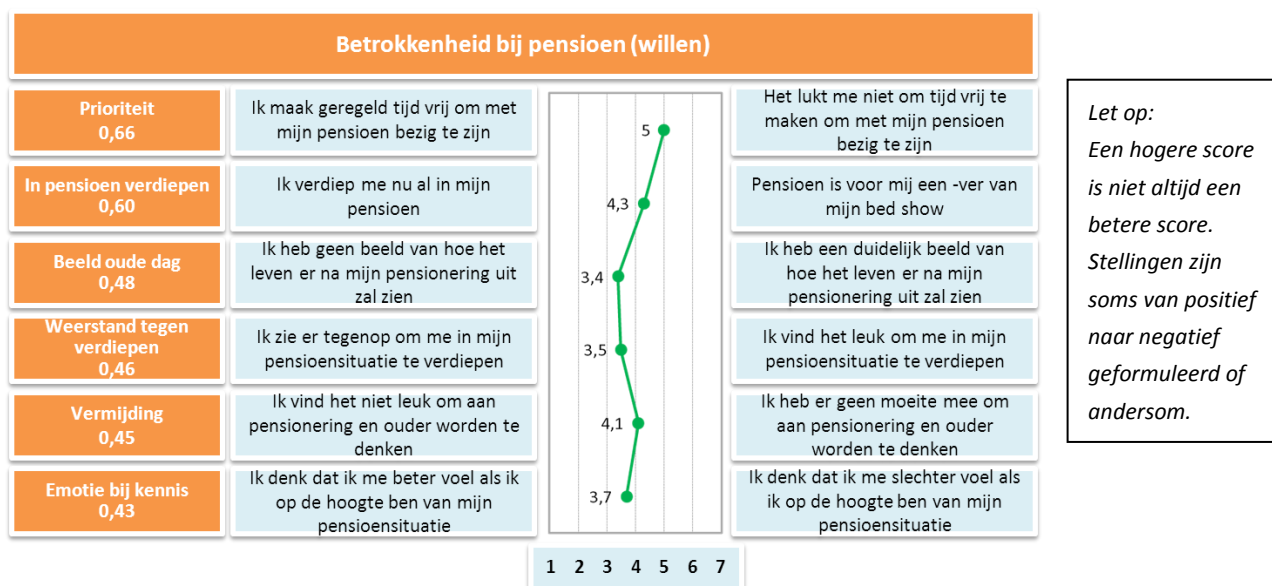 Betrokkenheid bij pensioen (willen)
Prioriteit
0,66
Ik maak geregeld tijd vrij om met
mijn pensioen bezig te zijn
5
Het lukt me niet om tijd vrij te
maken om met mijn pensioen
bezig te zijn
In pensioen verdiepen
0,60
Ik verdiep me nu al in mijn
pensioen
4,3
Pensioen is voor mij een -ver van
mijn bed show
Beeld oude dag
0,48
Ik heb geen beeld van hoe het
leven er na mijn pensionering uit
zal zien
3,4
Ik heb een duidelijk beeld van
hoe het leven er na mijn
pensionering uit zal zien
Weerstand tegen
verdiepen
0,46
Ik zie er tegenop om me in mijn
pensioensituatie te verdiepen
3,5
Ik vind het leuk om me in mijn
pensioensituatie te verdiepen
Vermijding
0,45
Ik vind het niet leuk om aan
pensionering en ouder worden te
denken
4,1
Ik heb er geen moeite mee om
aan pensionering en ouder
worden te denken
Emotie bij kennis
0,43
Ik denk dat ik me beter voel als ik
op de hoogte ben van mijn
pensioensituatie
3,7
Ik denk dat ik me slechter voel als
ik op de hoogte ben van mijn
pensioensituatie
1 2 3 4 5 6 7
Let op:
Een hogere score
is niet altijd een
betere score.
Stellingen zijn
soms van positief
naar negatief
geformuleerd of
andersom.